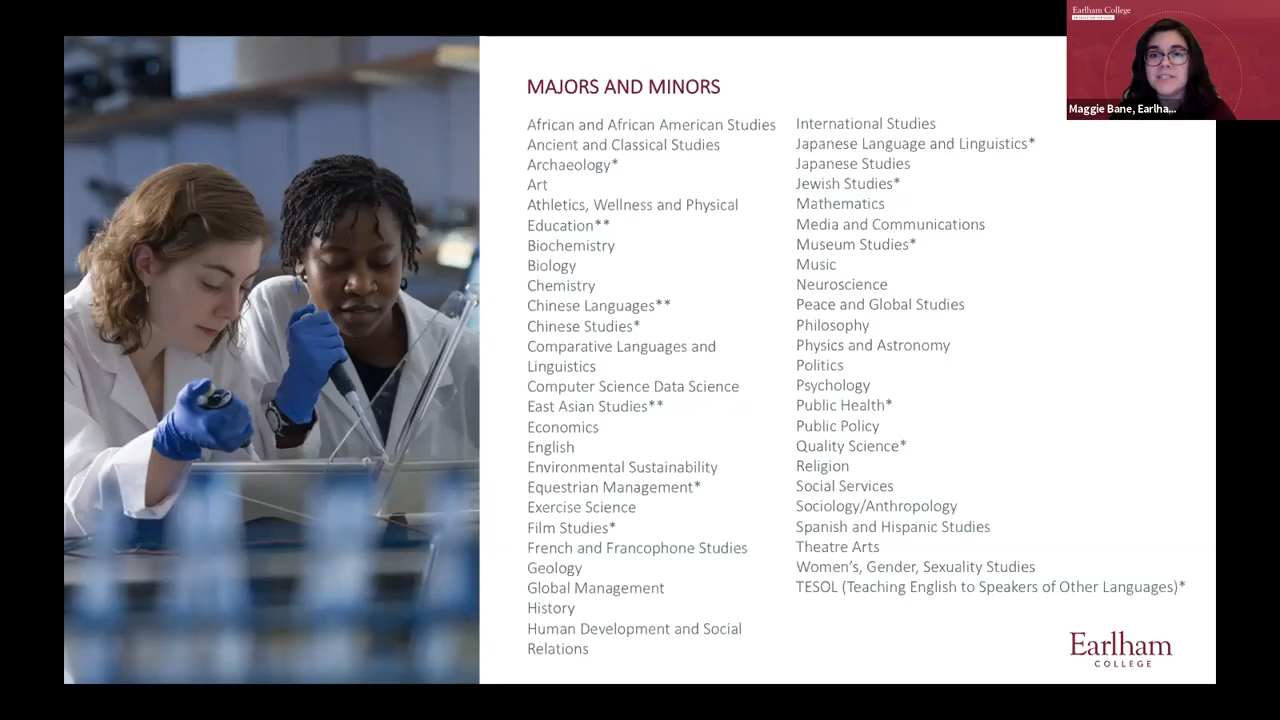 Earlham College
MAJORS AND MINORS
African and African American Studies
Ancient and Classical Studies
Archaeology*
Art
Athletics, Wellness and Physical
Education**
Biochemistry
Biology
Chemistry
Chinese Languages**
Chinese Studies*
Comparative Languages and
Linguistics
Computer Science Data Science
East Asian Studies**
Economics
English
Environmental Sustainability
Equestrian Management*
Exercise Science
Film Studies*
French and Francophone Studies
Geology
Global Management
History
Human Development and Social
Relations
International Studies
Japanese Language and Linguistics*
Japanese Studies
Jewish Studies*
Mathematics
Media and Communications
Museum Studies*
Music
Neuroscience
Peace and Global Studies
Philosophy
Physics and Astronomy
Politics
Psychology
Public Health*
Public Policy
Quality Science*
Religion
Social Services
Sociology/Anthropology
Spanish and Hispanic Studies
Theatre Arts
Women's, Gender, Sexuality Studies
TESOL (Teaching English to Speakers of Other Languages)*
Earlham
COLLEGE
Maggie Bane, Earlha...